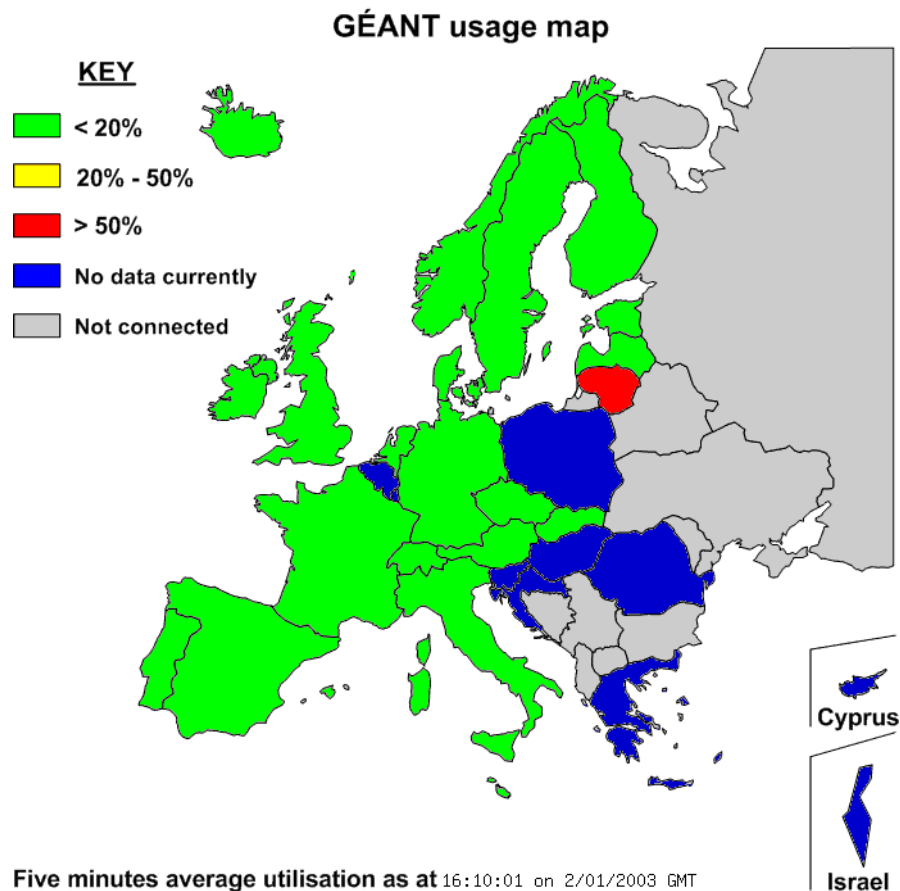 GÉANT usage map
KEY
< 20%
20% - 50%
> 50%
No data currently
Not connected
Cyprus
Israel
Five minutes average utilisation as at 16:10:01 on 2/01/2003 GMT